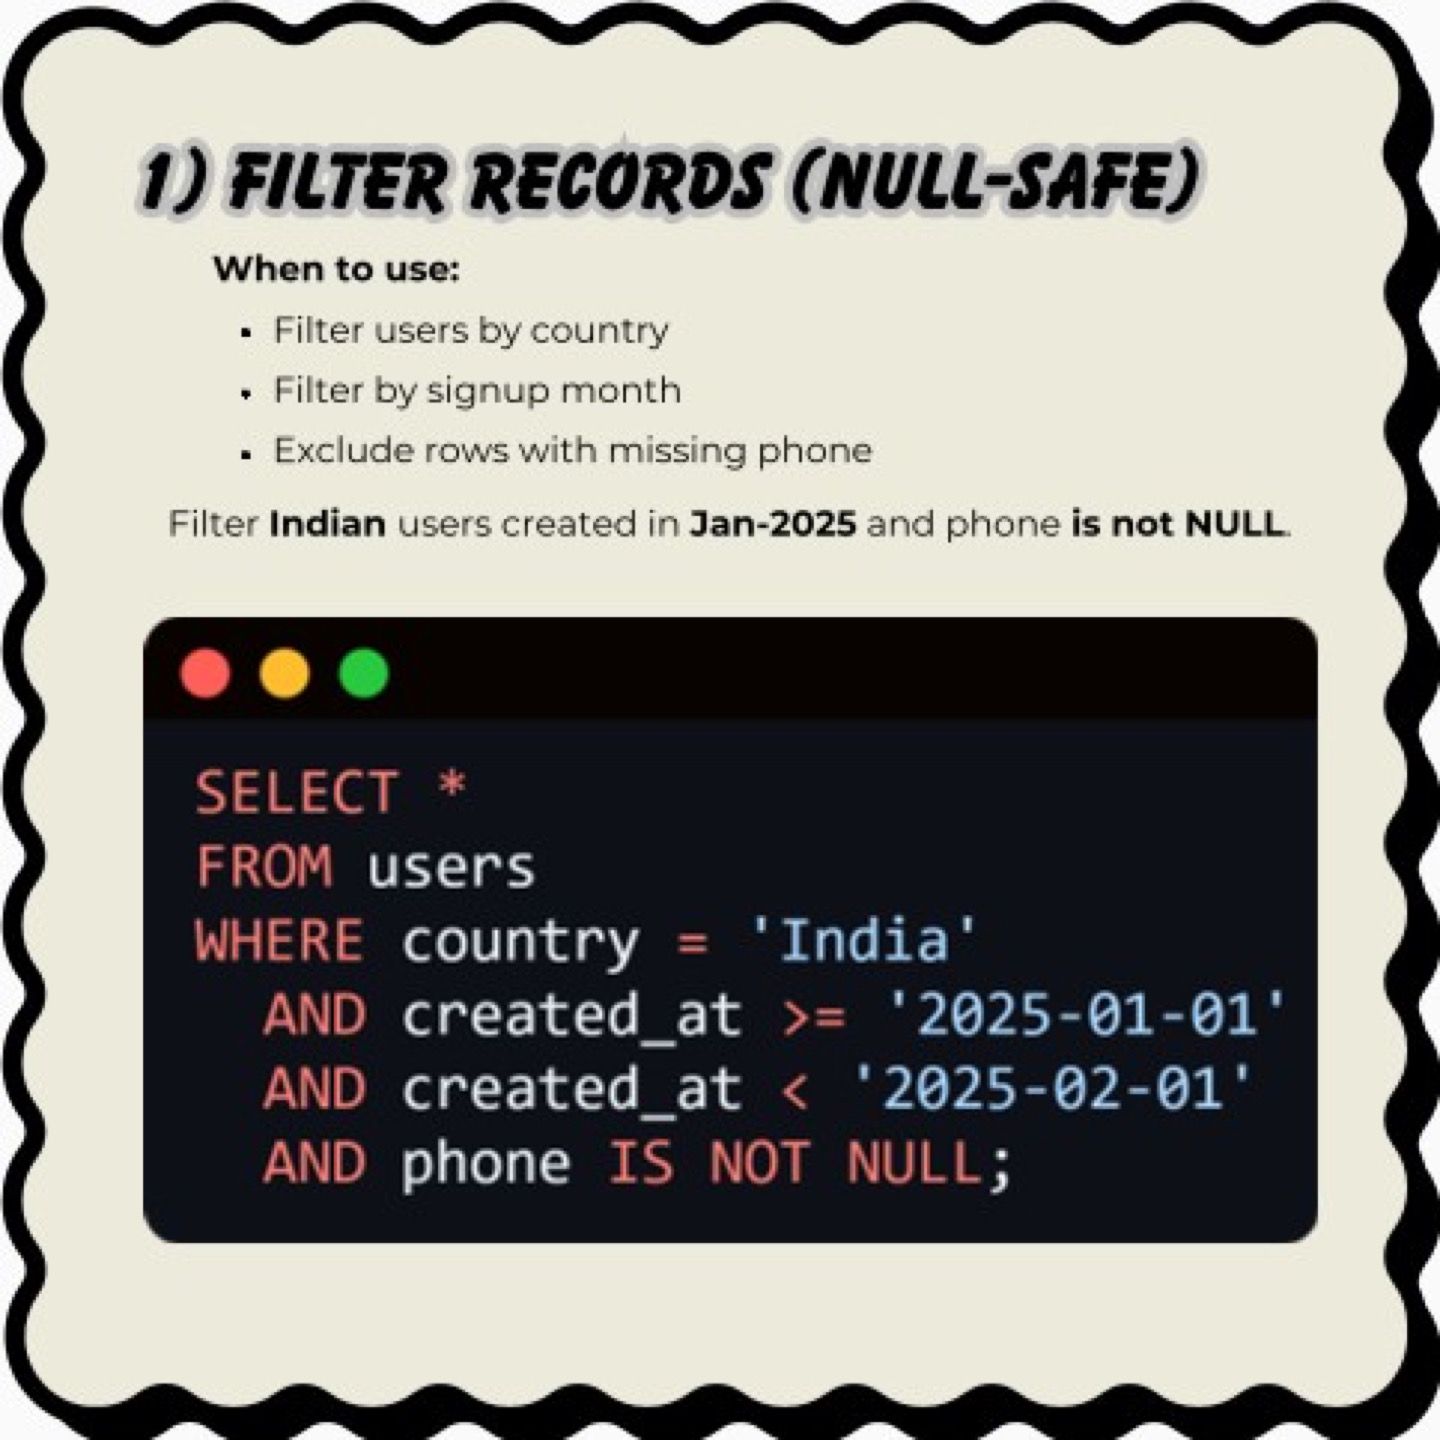 1) FILTER RECORDS (NULL-SAFE)
When to use:
▪ Filter users by country
▪ Filter by signup month
▪ Exclude rows with missing phone
Filter Indian users created in Jan-2025 and phone is not NULL.
SELECT *
FROM users
WHERE country = 'India'
  AND created_at >= '2025-01-01'
  AND created_at < '2025-02-01'
  AND phone IS NOT NULL;